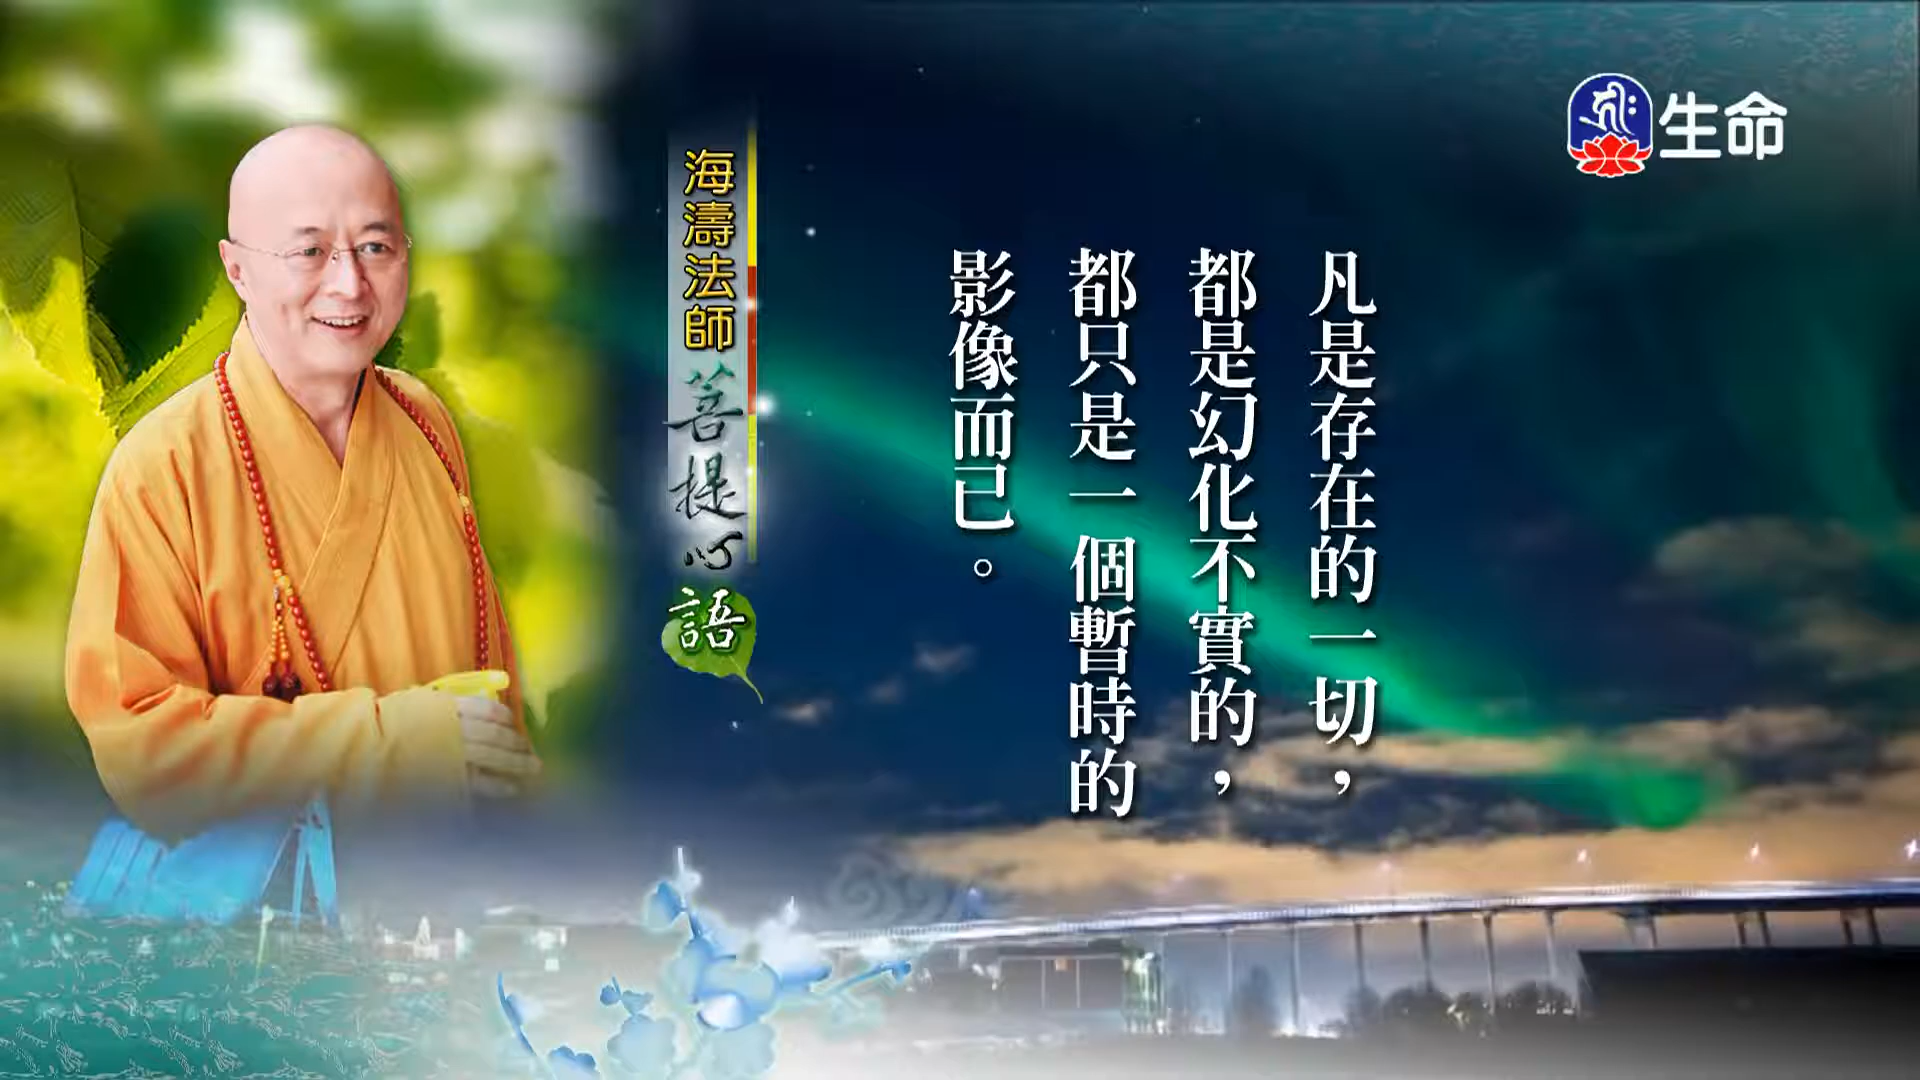 生命
海濤法師菩提心語
凡是存在的一切，
都是幻化不實的，
都只是一個暫時的
影像而已。